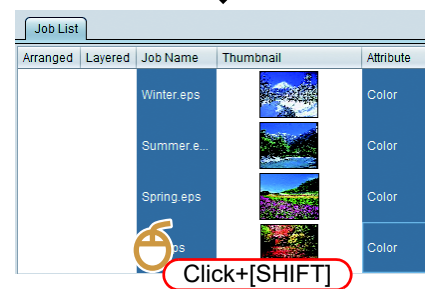 Job List
Arranged Layered Job Name Thumbnail Attribute
Winter.eps Color
Summer.e... Color
Spring.eps Color
ps Color
Click+[SHIFT]